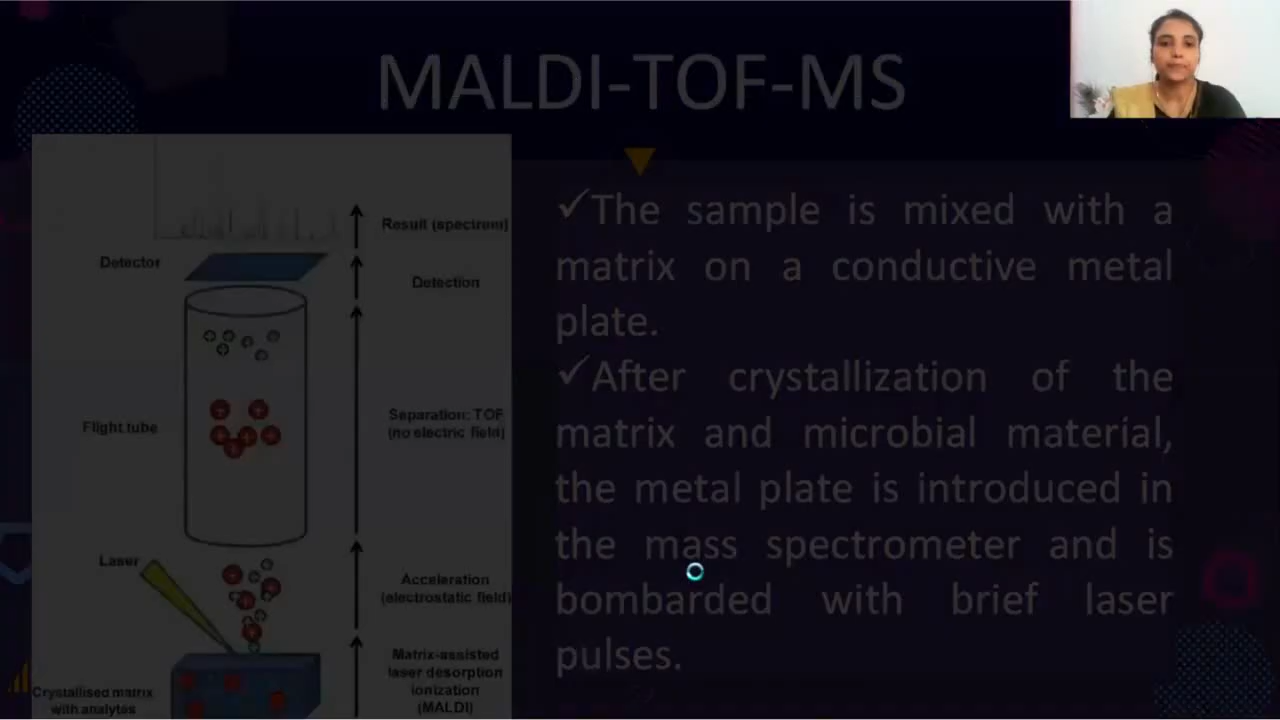 MALDI-TOF-MS
Result (spectrum)
Detector
Detection
Flight tube
Separation: TOF
(no electric field)
Laser
Acceleration
(electrostatic field)
Matrix-assisted
laser desorption
ionization
(MALDI)
Crystallised matrix
with analytes
✓The sample is mixed with a
matrix on a conductive metal
plate.
✓After crystallization of the
matrix and microbial material,
the metal plate is introduced in
the mass spectrometer and is
bombarded with brief laser
pulses.